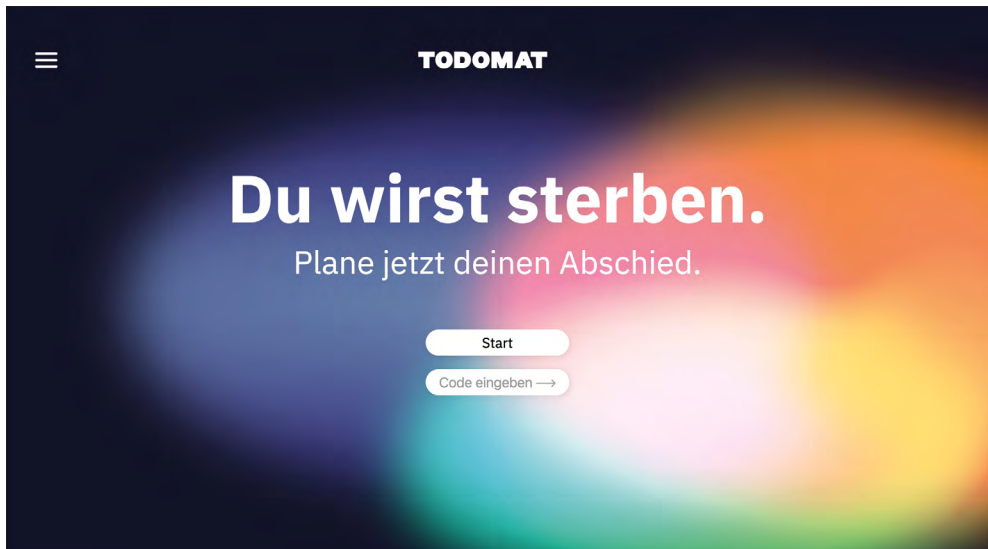 TODOMAT
Du wirst sterben.
Plane jetzt deinen Abschied.
Start
Code eingeben ⟶